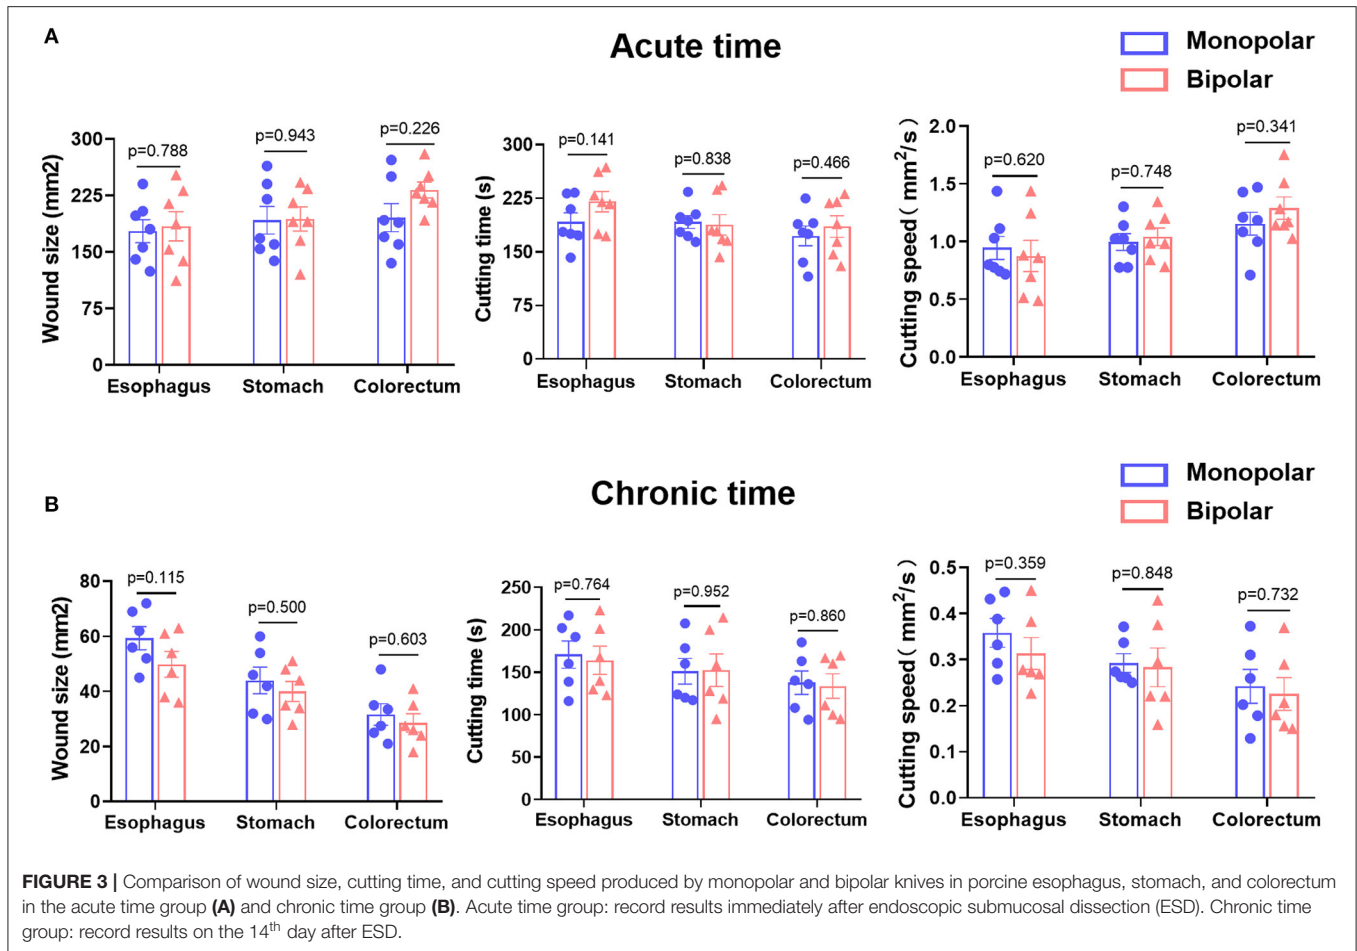 A
Acute time
Monopolar
Bipolar
Wound size (mm2)
300
225
150
75
0
p=0.788
p=0.943
p=0.226
Esophagus Stomach Colorectum
Cutting time (s)
300
225
150
75
0
p=0.141
p=0.838
p=0.466
Esophagus Stomach Colorectum
Cutting speed ( mm²/s )
2.0
1.5
1.0
0.5
0.0
p=0.620
p=0.748
p=0.341
Esophagus Stomach Colorectum
B
Chronic time
Monopolar
Bipolar
Wound size (mm2)
80
60
40
20
0
p=0.115
p=0.500
p=0.603
Esophagus Stomach Colorectum
Cutting time (s)
250
200
150
100
50
0
p=0.764
p=0.952
p=0.860
Esophagus Stomach Colorectum
Cutting speed ( mm²/s )
0.5
0.4
0.3
0.2
0.1
0.0
p=0.359
p=0.848
p=0.732
Esophagus Stomach Colorectum
FIGURE 3 | Comparison of wound size, cutting time, and cutting speed produced by monopolar and bipolar knives in porcine esophagus, stomach, and colorectum
in the acute time group (A) and chronic time group (B). Acute time group: record results immediately after endoscopic submucosal dissection (ESD). Chronic time
group: record results on the 14th day after ESD.